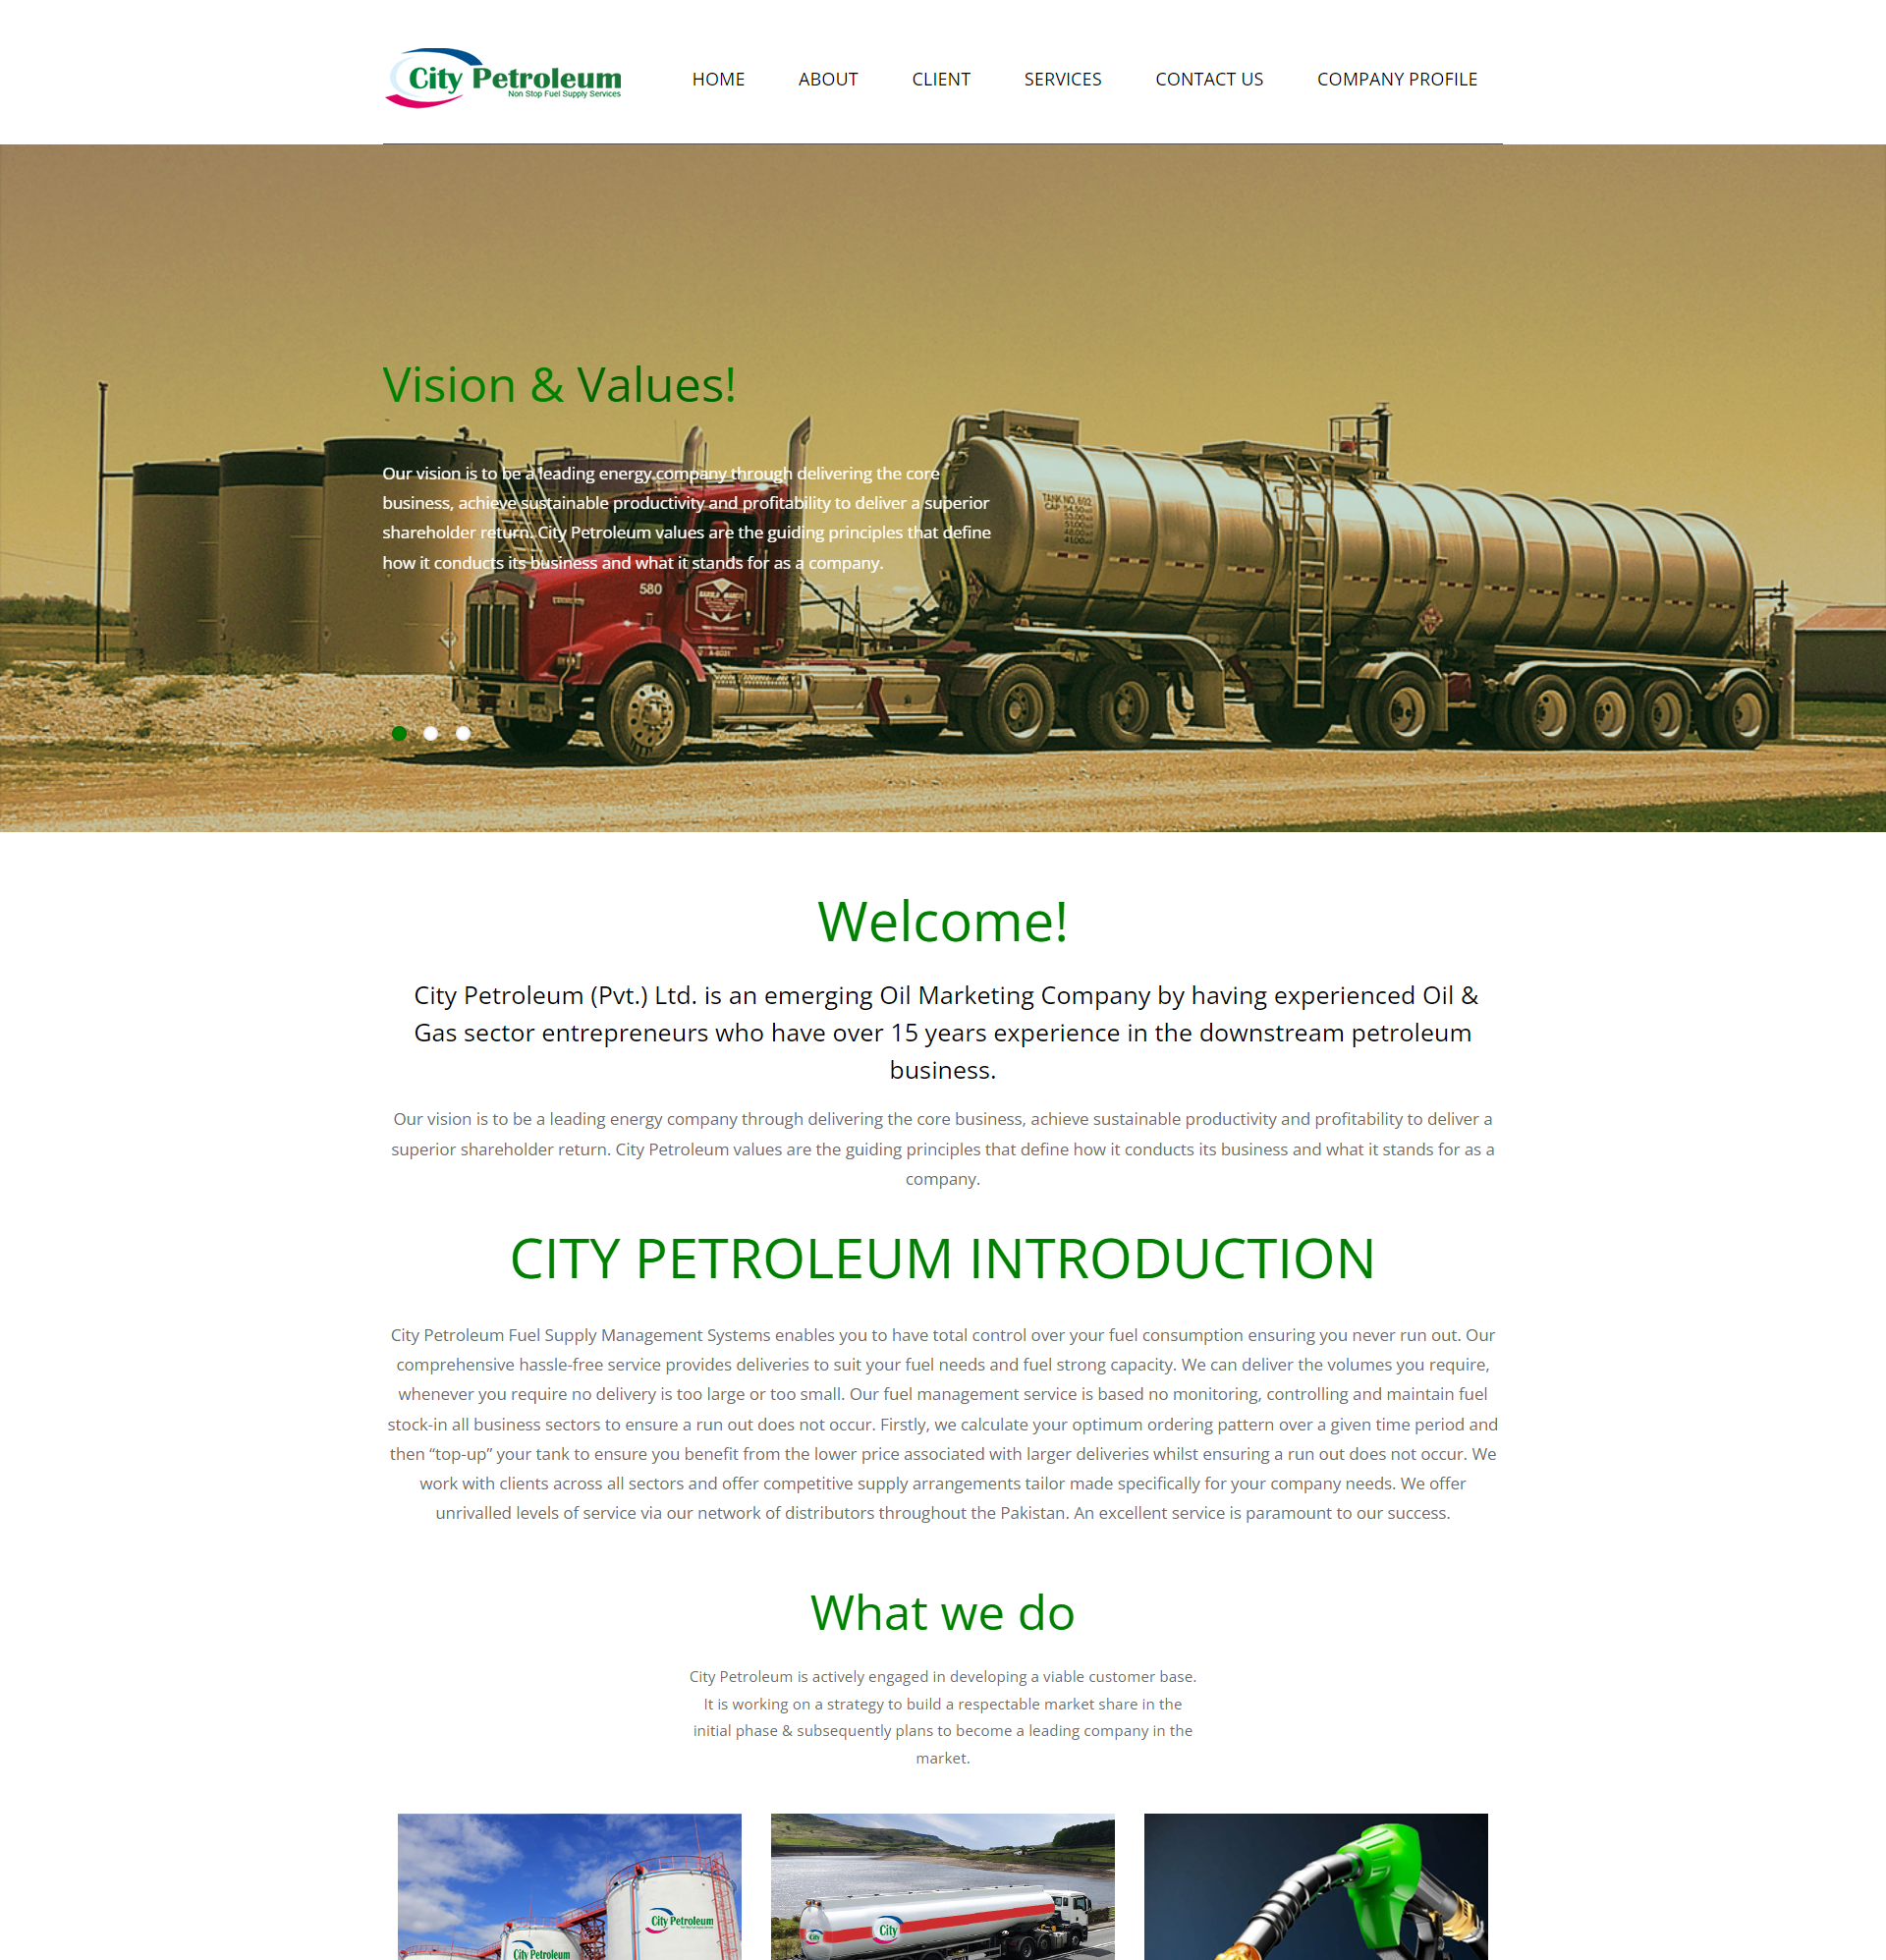 City Petroleum
Non Stop Fuel Supply Services
HOME ABOUT CLIENT SERVICES CONTACT US COMPANY PROFILE
Vision & Values!
Our vision is to be a leading energy company through delivering the core
business, achieve sustainable productivity and profitability to deliver a superior
shareholder return. City Petroleum values are the guiding principles that define
how it conducts its business and what it stands for as a company.
TANK NO. 692
580
Welcome!
City Petroleum (Pvt.) Ltd. is an emerging Oil Marketing Company by having experienced Oil &
Gas sector entrepreneurs who have over 15 years experience in the downstream petroleum
business.
Our vision is to be a leading energy company through delivering the core business, achieve sustainable productivity and profitability to deliver a
superior shareholder return. City Petroleum values are the guiding principles that define how it conducts its business and what it stands for as a
company.
CITY PETROLEUM INTRODUCTION
City Petroleum Fuel Supply Management Systems enables you to have total control over your fuel consumption ensuring you never run out. Our
comprehensive hassle-free service provides deliveries to suit your fuel needs and fuel strong capacity. We can deliver the volumes you require,
whenever you require no delivery is too large or too small. Our fuel management service is based no monitoring, controlling and maintain fuel
stock-in all business sectors to ensure a run out does not occur. Firstly, we calculate your optimum ordering pattern over a given time period and
then “top-up” your tank to ensure you benefit from the lower price associated with larger deliveries whilst ensuring a run out does not occur. We
work with clients across all sectors and offer competitive supply arrangements tailor made specifically for your company needs. We offer
unrivalled levels of service via our network of distributors throughout the Pakistan. An excellent service is paramount to our success.
What we do
City Petroleum is actively engaged in developing a viable customer base.
It is working on a strategy to build a respectable market share in the
initial phase & subsequently plans to become a leading company in the
market.
City Petroleum
City Petroleum
City
City